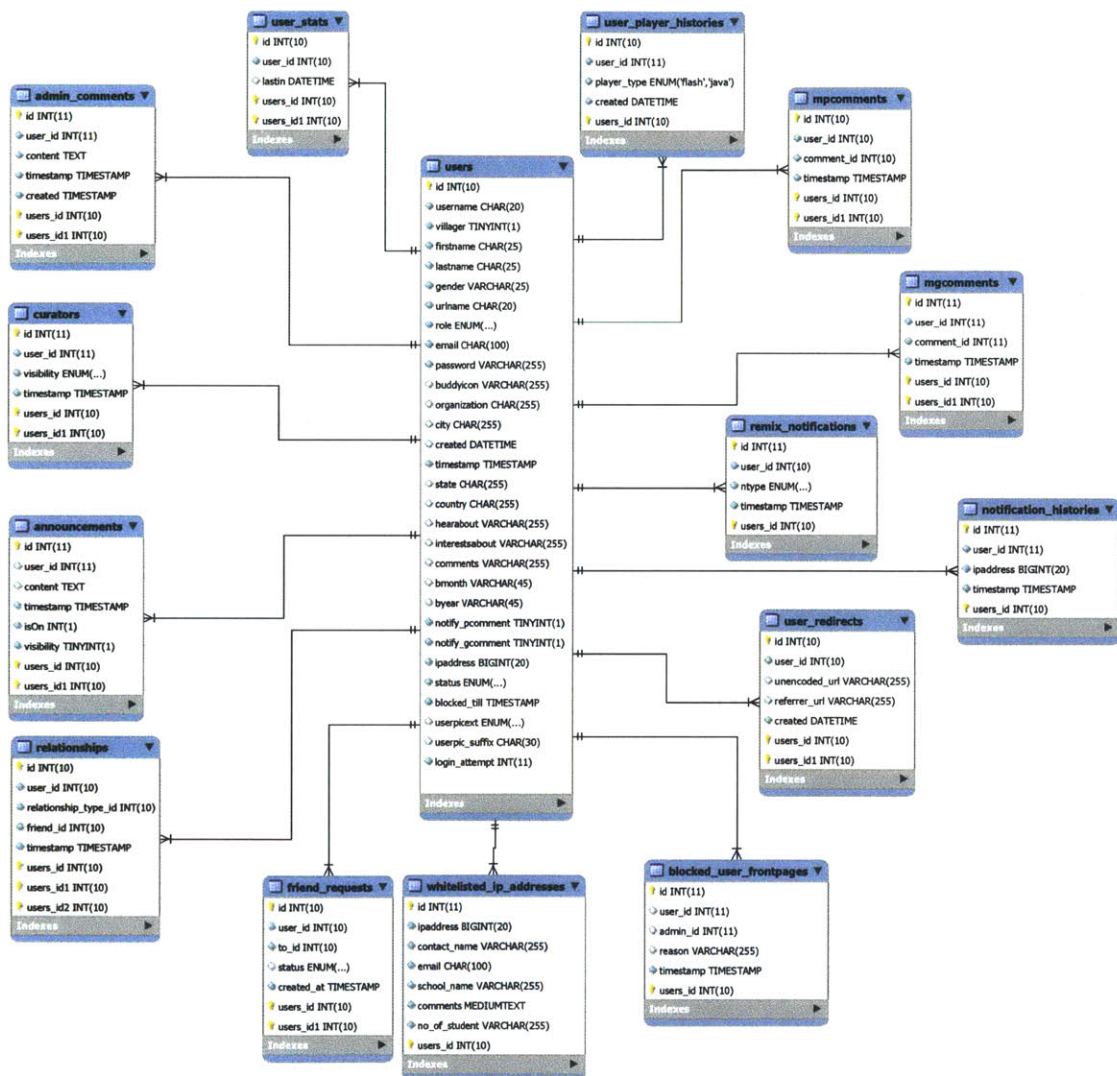 user_stats
id INT(10)
user_id INT(10)
lastin DATETIME
users_id INT(10)
users_id1 INT(10)
Indexes
user_player_histories
id INT(10)
user_id INT(11)
player_type ENUM('flash','java')
created DATETIME
users_id INT(10)
Indexes
admin_comments
id INT(11)
user_id INT(11)
content TEXT
timestamp TIMESTAMP
created TIMESTAMP
users_id INT(10)
users_id1 INT(10)
Indexes
mpcomments
id INT(10)
user_id INT(10)
comment_id INT(10)
timestamp TIMESTAMP
users_id INT(10)
users_id1 INT(10)
Indexes
users
id INT(10)
username CHAR(20)
villager TINYINT(1)
firstname CHAR(25)
lastname CHAR(25)
gender VARCHAR(25)
urlname CHAR(20)
role ENUM(...)
email CHAR(100)
password VARCHAR(255)
buddyicon VARCHAR(255)
organization CHAR(255)
city CHAR(255)
created DATETIME
timestamp TIMESTAMP
state CHAR(255)
country CHAR(255)
hearabout VARCHAR(255)
interestsabout VARCHAR(255)
comments VARCHAR(255)
bmonth VARCHAR(45)
byear VARCHAR(45)
notify_pcomment TINYINT(1)
notify_gcomment TINYINT(1)
ipaddress BIGINT(20)
status ENUM(...)
blocked_till TIMESTAMP
userpicext ENUM(...)
userpic_suffix CHAR(30)
login_attempt INT(11)
Indexes
mgcomments
id INT(11)
user_id INT(11)
comment_id INT(11)
timestamp TIMESTAMP
users_id INT(10)
users_id1 INT(10)
Indexes
curators
id INT(11)
user_id INT(11)
visibility ENUM(...)
timestamp TIMESTAMP
users_id INT(10)
users_id1 INT(10)
Indexes
remix_notifications
id INT(11)
user_id INT(10)
ntype ENUM(...)
timestamp TIMESTAMP
users_id INT(10)
Indexes
notification_histories
id INT(11)
user_id INT(11)
ipaddress BIGINT(20)
timestamp TIMESTAMP
users_id INT(10)
Indexes
announcements
id INT(11)
user_id INT(11)
content TEXT
timestamp TIMESTAMP
isOn INT(1)
visibility TINYINT(1)
users_id INT(10)
users_id1 INT(10)
Indexes
user_redirects
id INT(10)
user_id INT(10)
unencoded_url VARCHAR(255)
referrer_url VARCHAR(255)
created DATETIME
users_id INT(10)
users_id1 INT(10)
Indexes
relationships
id INT(10)
user_id INT(10)
relationship_type_id INT(10)
friend_id INT(10)
timestamp TIMESTAMP
users_id INT(10)
users_id1 INT(10)
users_id2 INT(10)
Indexes
friend_requests
id INT(10)
user_id INT(10)
to_id INT(10)
status ENUM(...)
created_at TIMESTAMP
users_id INT(10)
users_id1 INT(10)
Indexes
whitelisted_ip_addresses
id INT(11)
ipaddress BIGINT(20)
contact_name VARCHAR(255)
email CHAR(100)
school_name VARCHAR(255)
comments MEDIUMTEXT
no_of_student VARCHAR(255)
users_id INT(10)
Indexes
blocked_user_frontpages
id INT(11)
user_id INT(11)
admin_id INT(11)
reason VARCHAR(255)
timestamp TIMESTAMP
users_id INT(10)
Indexes